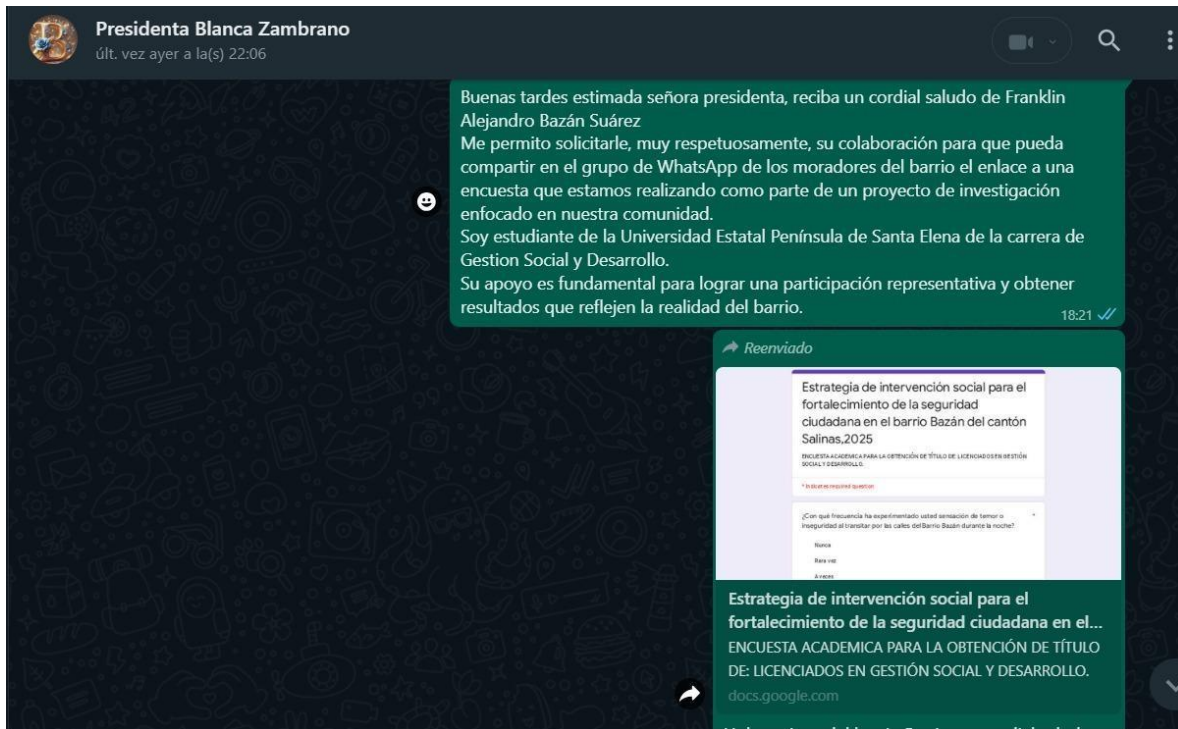 Presidenta Blanca Zambrano
últ. vez ayer a la(s) 22:06
Buenas tardes estimada señora presidenta, reciba un cordial saludo de Franklin
Alejandro Bazán Suárez
Me permito solicitarle, muy respetuosamente, su colaboración para que pueda
compartir en el grupo de WhatsApp de los moradores del barrio el enlace a una
encuesta que estamos realizando como parte de un proyecto de investigación
enfocado en nuestra comunidad.
Soy estudiante de la Universidad Estatal Península de Santa Elena de la carrera de
Gestion Social y Desarrollo.
Su apoyo es fundamental para lograr una participación representativa y obtener
resultados que reflejen la realidad del barrio.
18:21
Reenviado
Estrategia de intervención social para el
fortalecimiento de la seguridad
ciudadana en el barrio Bazán del cantón
Salinas,2025
ENCUESTA ACADEMICA PARA LA OBTENCIÓN DE TÍTULO DE: LICENCIADOS EN GESTIÓN
SOCIAL Y DESARROLLO.
* Indicates required question
¿Con qué frecuencia ha experimentado usted sensación de temor o *
inseguridad al transitar por las calles del Barrio Bazán durante la noche?
Nunca
Rara vez
A veces
Estrategia de intervención social para el
fortalecimiento de la seguridad ciudadana en el...
ENCUESTA ACADEMICA PARA LA OBTENCIÓN DE TÍTULO
DE: LICENCIADOS EN GESTIÓN SOCIAL Y DESARROLLO.
docs.google.com